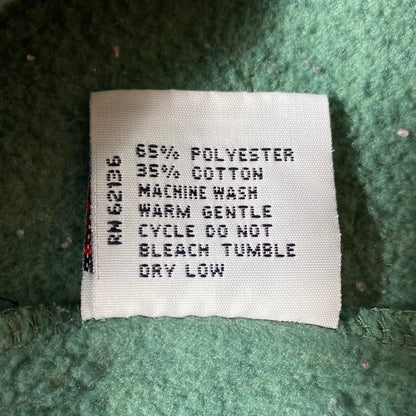 65% POLYESTER
35% COTTON
MACHINE WASH
WARM GENTLE
CYCLE DO NOT
BLEACH TUMBLE
DRY LOW
RN 62136